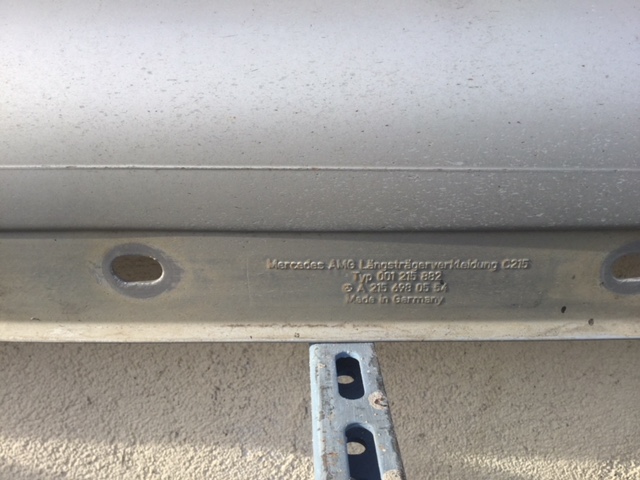 Mercedes AMG Längsträgerverkleidung C215
Typ 001 215 882
A 215 698 05 54
Made in Germany